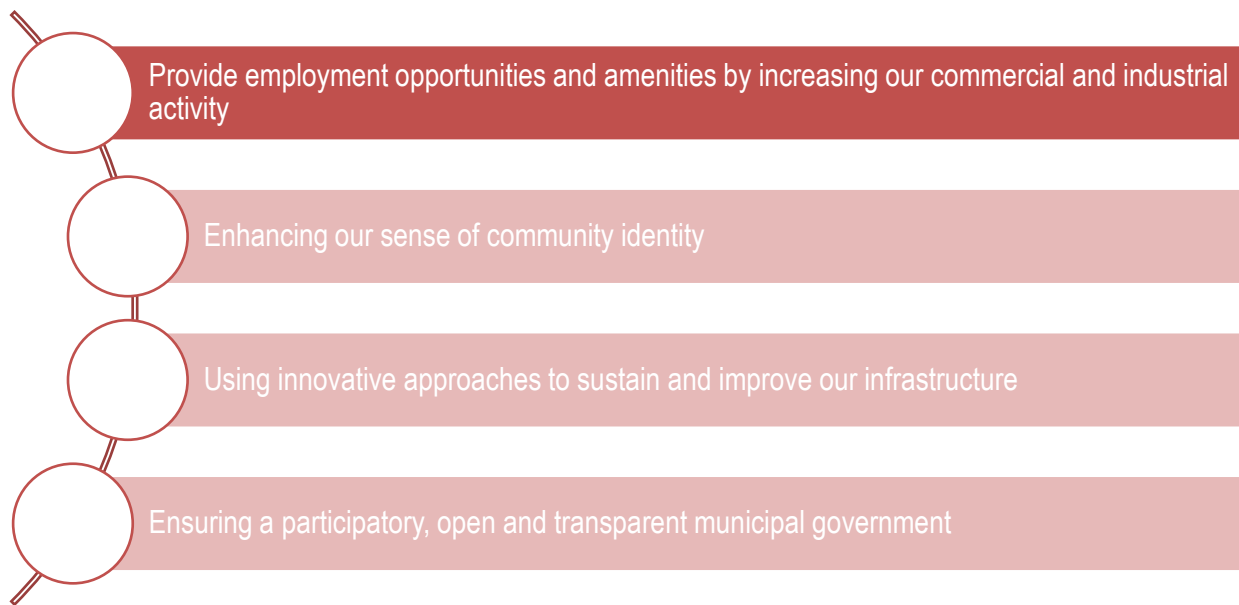 Provide employment opportunities and amenities by increasing our commercial and industrial
activity
Enhancing our sense of community identity
Using innovative approaches to sustain and improve our infrastructure
Ensuring a participatory, open and transparent municipal government